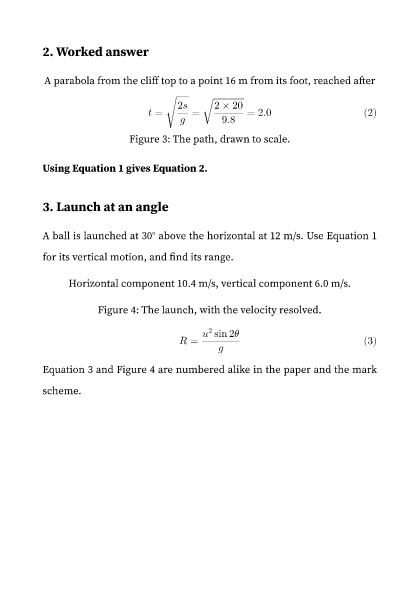 2. Worked answer
A parabola from the cliff top to a point 16 m from its foot, reached after
t = √(2s/g) = √((2 × 20)/9.8) = 2.0 (2)
Figure 3: The path, drawn to scale.
Using Equation 1 gives Equation 2.
3. Launch at an angle
A ball is launched at 30° above the horizontal at 12 m/s. Use Equation 1
for its vertical motion, and find its range.
Horizontal component 10.4 m/s, vertical component 6.0 m/s.
Figure 4: The launch, with the velocity resolved.
R = (u² sin 2θ)/g (3)
Equation 3 and Figure 4 are numbered alike in the paper and the mark
scheme.